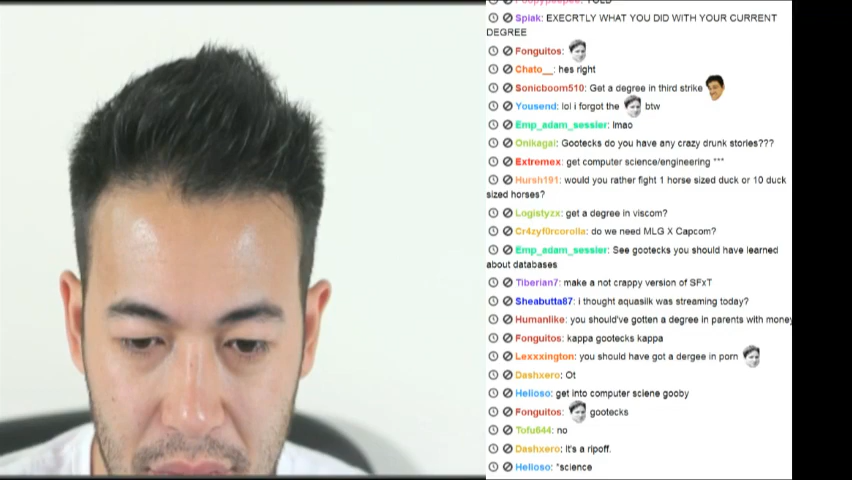 Spiak: EXECRTLY WHAT YOU DID WITH YOUR CURRENT
DEGREE
Fonguitos:
Chato__: hes right
Sonicboom510: Get a degree in third strike
Yousend: lol i forgot the btw
Emp_adam_sessler: lmao
Onikagai: Gootecks do you have any crazy drunk stories???
Extremex: get computer science/engineering ***
Hursh191: would you rather fight 1 horse sized duck or 10 duck
sized horses?
Logistyzx: get a degree in viscom?
Cr4zyf0rcorolla: do we need MLG X Capcom?
Emp_adam_sessler: See gootecks you should have learned
about databases
Tiberian7: make a not crappy version of SFxT
Sheabutta87: i thought aquasilk was streaming today?
Humanlike: you should've gotten a degree in parents with money
Fonguitos: kappa gootecks kappa
Lexxxington: you should have got a dergee in porn
Dashxero: Ot
Helloso: get into computer sciene gooby
Fonguitos: gootecks
Tofu644: no
Dashxero: It's a ripoff.
Helloso: *science